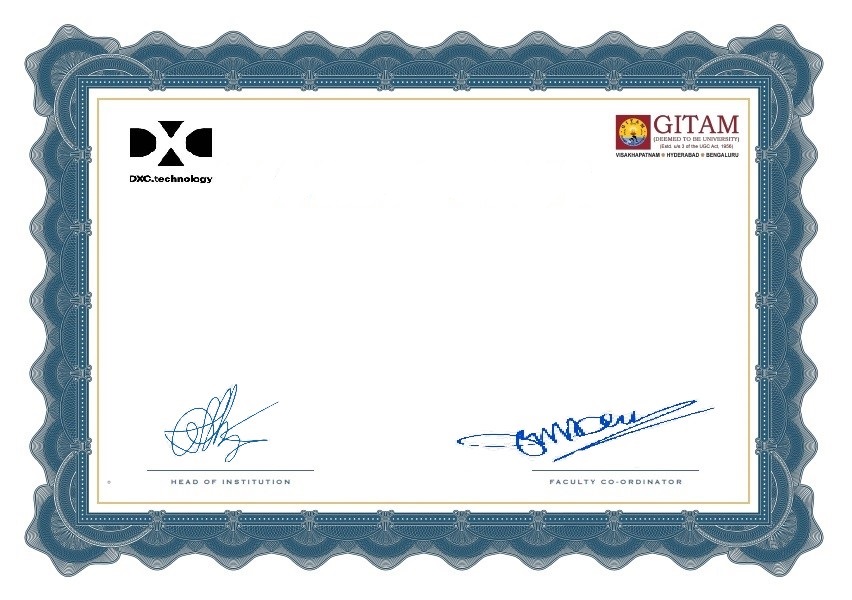 DXC.technology
GITAM
(DEEMED TO BE UNIVERSITY)
(Estd. u/s 3 of the UGC Act, 1956)
VISAKHAPATNAM ★ HYDERABAD ★ BENGALURU
HEAD OF INSTITUTION
FACULTY CO-ORDINATOR